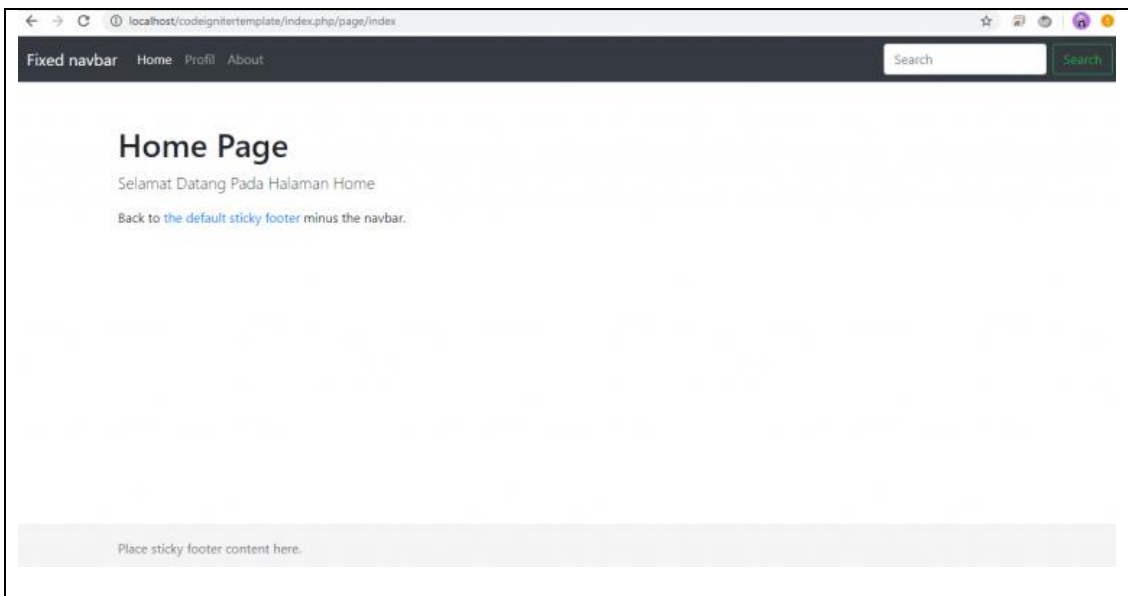 localhost/codeignitertemplate/index.php/page/index
Fixed navbar Home Profil About Search Search
Home Page
Selamat Datang Pada Halaman Home
Back to the default sticky footer minus the navbar.
Place sticky footer content here.